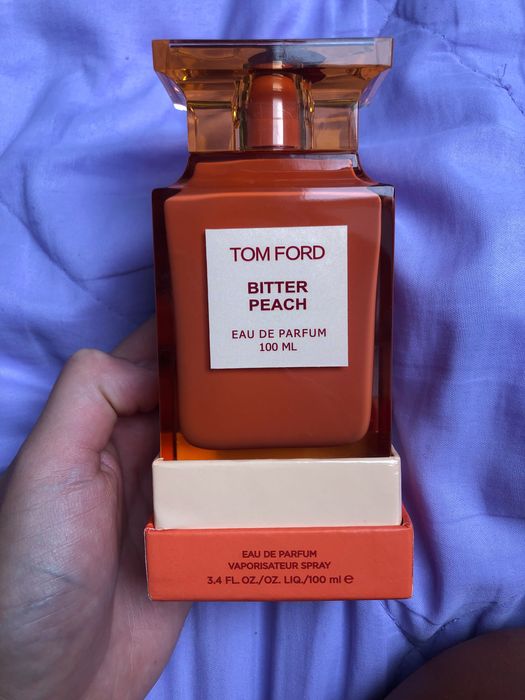 TOM FORD
BITTER
PEACH
EAU DE PARFUM
100 ML
EAU DE PARFUM
VAPORISATEUR SPRAY
3.4 FL. OZ./OZ. LIQ./100 ml ℮